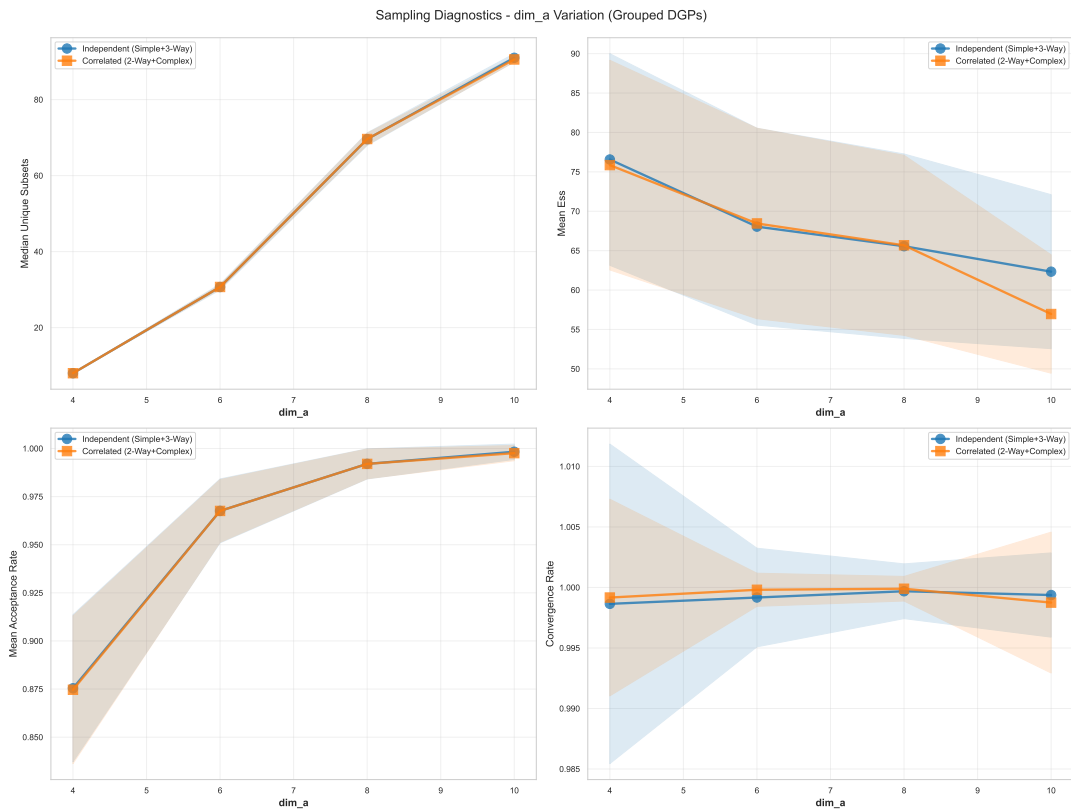 Sampling Diagnostics - dim_a Variation (Grouped DGPs)
Independent (Simple+3-Way)
Correlated (2-Way+Complex)
80
60
40
20
Median Unique Subsets
4 5 6 7 8 9 10
dim_a
Independent (Simple+3-Way)
Correlated (2-Way+Complex)
90
85
80
75
70
65
60
55
50
Mean Ess
4 5 6 7 8 9 10
dim_a
Independent (Simple+3-Way)
Correlated (2-Way+Complex)
1.000
0.975
0.950
0.925
0.900
0.875
0.850
Mean Acceptance Rate
4 5 6 7 8 9 10
dim_a
Independent (Simple+3-Way)
Correlated (2-Way+Complex)
1.010
1.005
1.000
0.995
0.990
0.985
Convergence Rate
4 5 6 7 8 9 10
dim_a